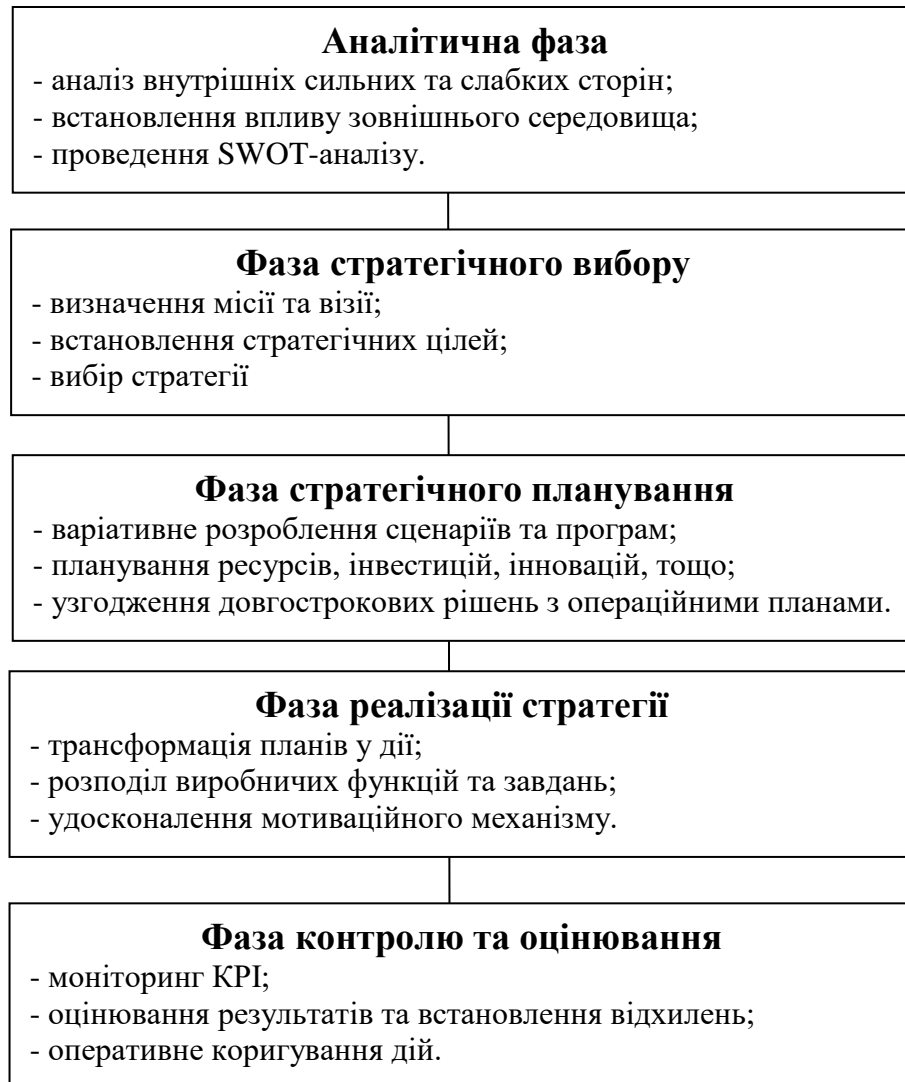 Аналітична фаза
- аналіз внутрішніх сильних та слабких сторін;
- встановлення впливу зовнішнього середовища;
- проведення SWOT-аналізу.
Фаза стратегічного вибору
- визначення місії та візії;
- встановлення стратегічних цілей;
- вибір стратегії
Фаза стратегічного планування
- варіативне розроблення сценаріїв та програм;
- планування ресурсів, інвестицій, інновацій, тощо;
- узгодження довгострокових рішень з операційними планами.
Фаза реалізації стратегії
- трансформація планів у дії;
- розподіл виробничих функцій та завдань;
- удосконалення мотиваційного механізму.
Фаза контролю та оцінювання
- моніторинг KPI;
- оцінювання результатів та встановлення відхилень;
- оперативне коригування дій.